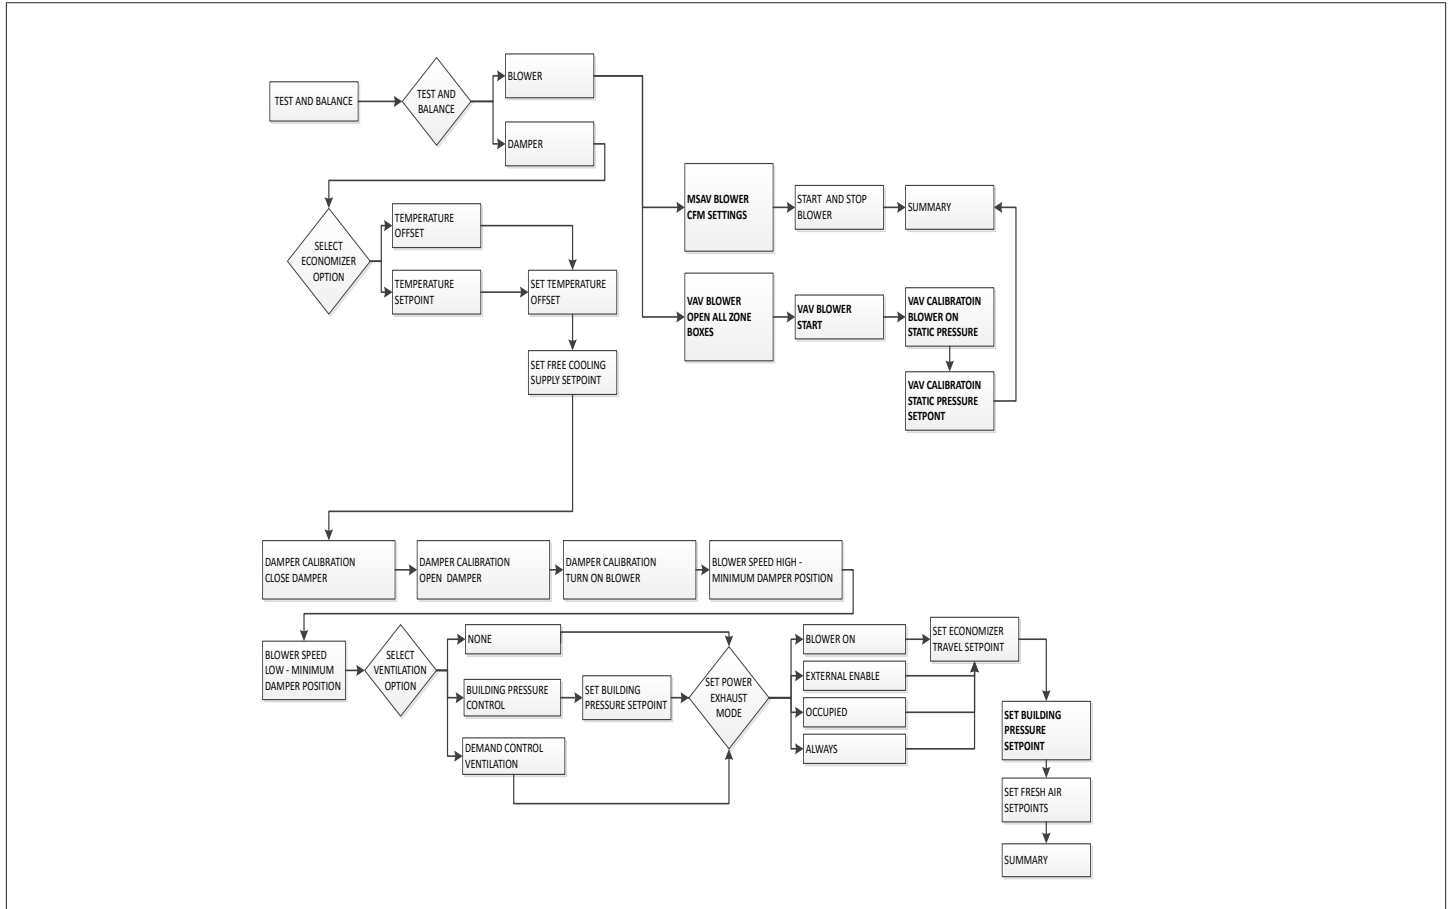 TEST AND BALANCE
TEST AND
BALANCE
BLOWER
DAMPER
SELECT
ECONOMIZER
OPTION
TEMPERATURE
OFFSET
TEMPERATURE
SETPOINT
SET TEMPERATURE
OFFSET
SET FREE COOLING
SUPPLY SETPOINT
MSAV BLOWER
CFM SETTINGS
START  AND STOP
BLOWER
SUMMARY
VAV BLOWER
OPEN ALL ZONE
BOXES
VAV BLOWER
START
VAV CALIBRATOIN
BLOWER ON
STATIC PRESSURE
VAV CALIBRATOIN
STATIC PRESSURE
SETPONT
DAMPER CALIBRATION
CLOSE DAMPER
DAMPER CALIBRATION
OPEN  DAMPER
DAMPER CALIBRATION
TURN ON BLOWER
BLOWER SPEED HIGH -
MINIMUM DAMPER POSITION
BLOWER SPEED
LOW - MINIMUM
DAMPER POSITION
SELECT
VENTILATION
OPTION
NONE
BUILDING PRESSURE
CONTROL
DEMAND CONTROL
VENTILATION
SET BUILDING
PRESSURE SETPOINT
SET POWER
EXHAUST
MODE
BLOWER ON
EXTERNAL ENABLE
OCCUPIED
ALWAYS
SET ECONOMIZER
TRAVEL SETPOINT
SET BUILDING
PRESSURE
SETPOINT
SET FRESH AIR
SETPOINTS
SUMMARY